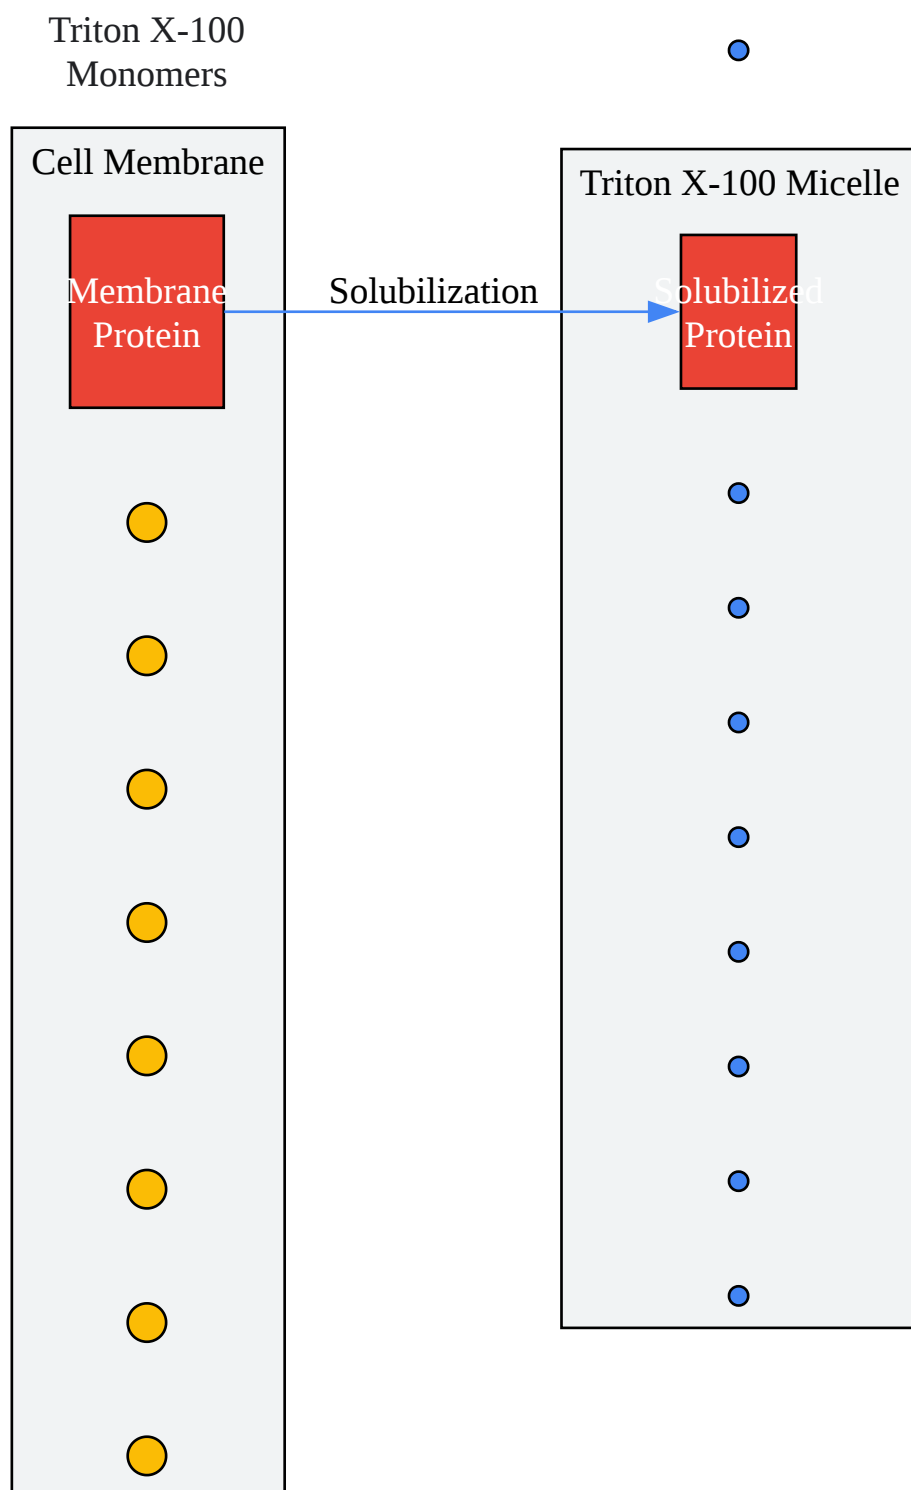 Triton X-100
Monomers
Cell Membrane
Triton X-100 Micelle
Membrane
Protein
Solubilization
Solubilized
Protein